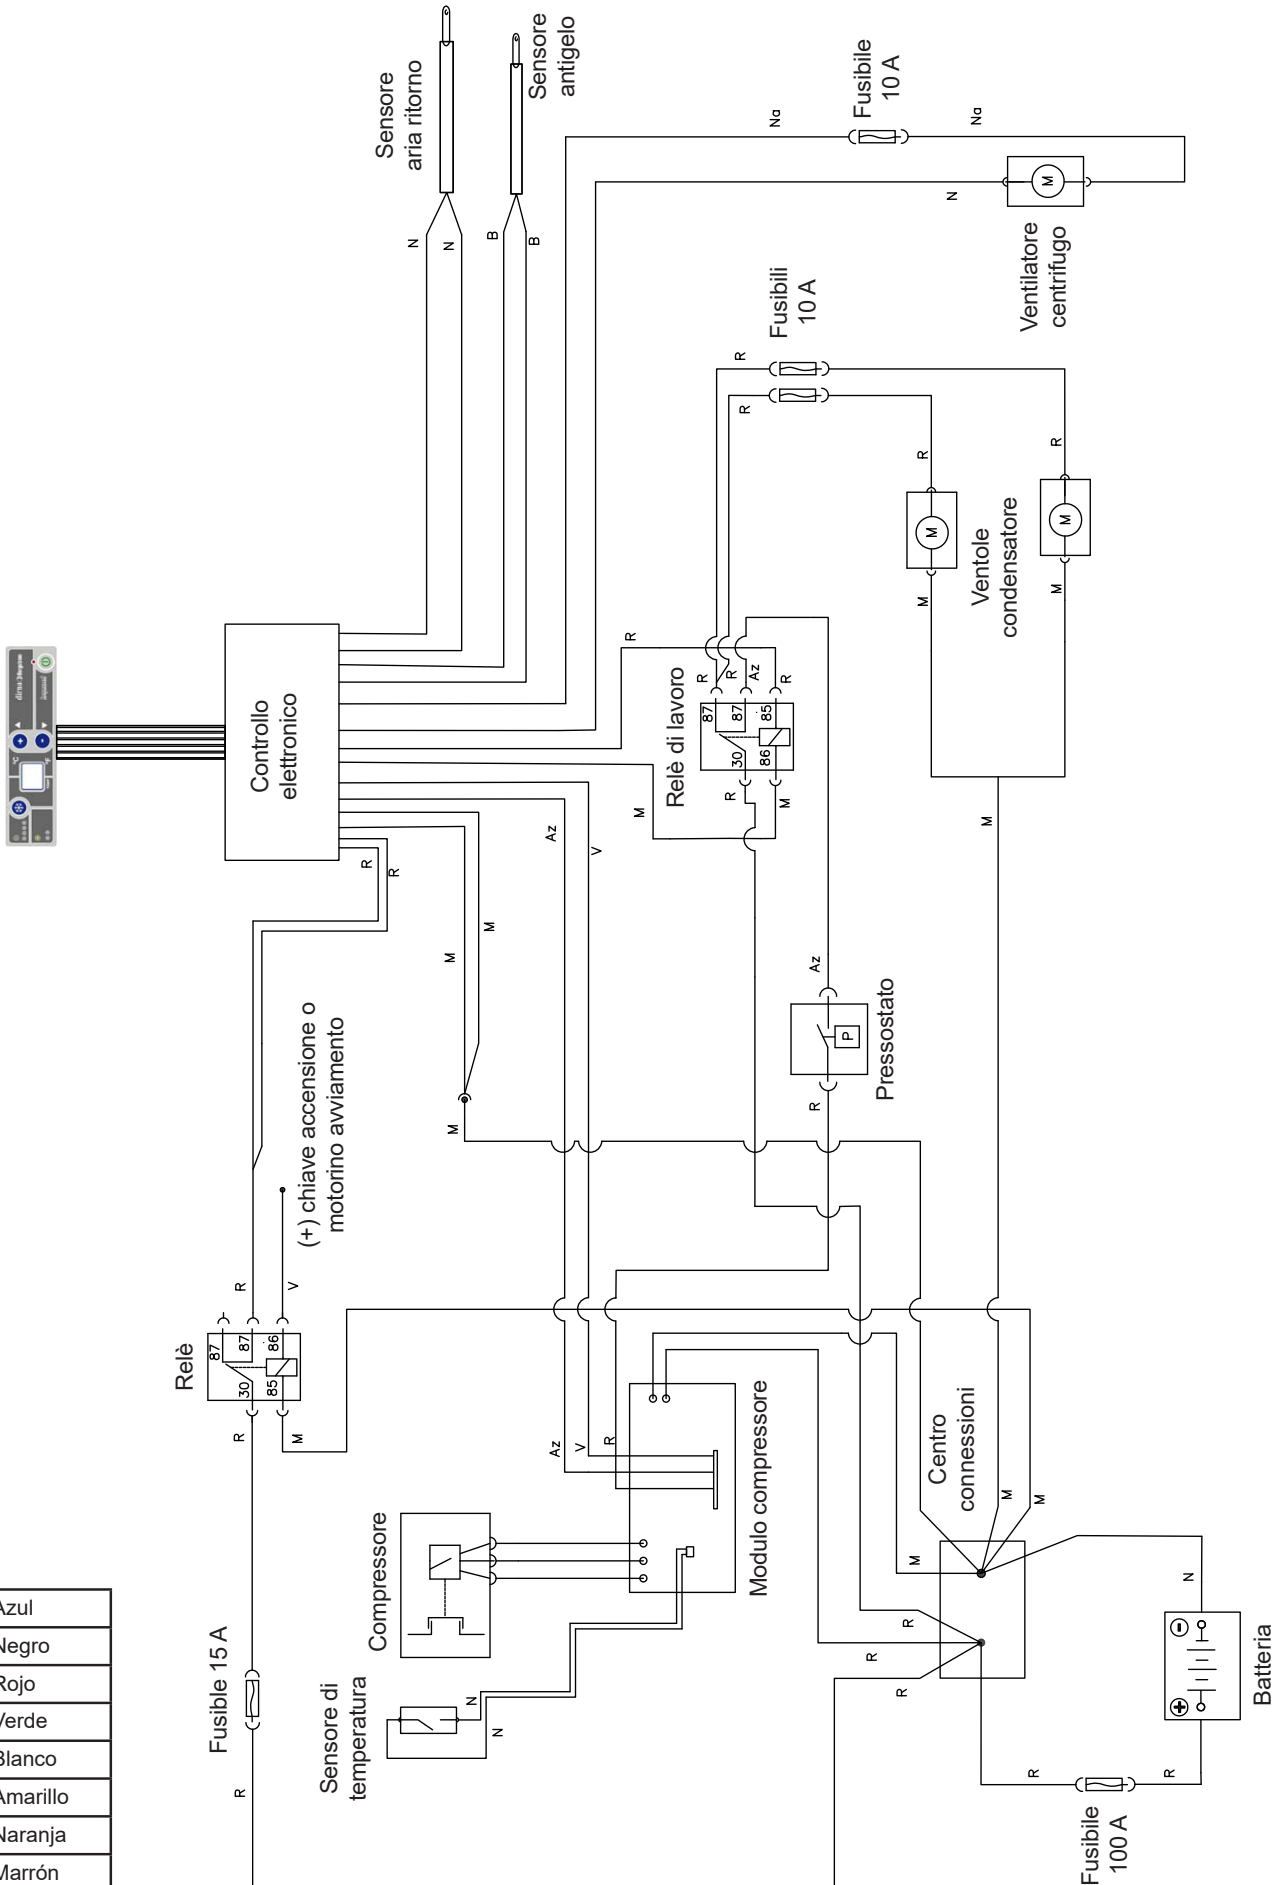 Sensore
aria ritorno
Sensore
antigelo
Fusibile
10 A
Na
Na
N
N
B
B
N
Ventilatore
centrifugo
Fusibili
10 A
R
R
R
R
M
M
Ventole
condensatore
M
M
M
Controllo
elettronico
Relè di lavoro
87
87
85
30
86
R
R
Az
R
R
R
M
M
Az
V
R
R
M
M
M
(+) chiave accensione o
motorino avviamento
Az
P
R
Pressostato
Relè
87
87
86
30
85
R
V
R
M
Az
V
R
Modulo compressore
Compressore
Centro
connessioni
M
M
M
R
R
R
Fusible 15 A
R
Sensore di
temperatura
N
N
N
Batteria
R
R
Fusibile
100 A
Azul
Negro
Rojo
Verde
Blanco
Amarillo
Naranja
Marrón